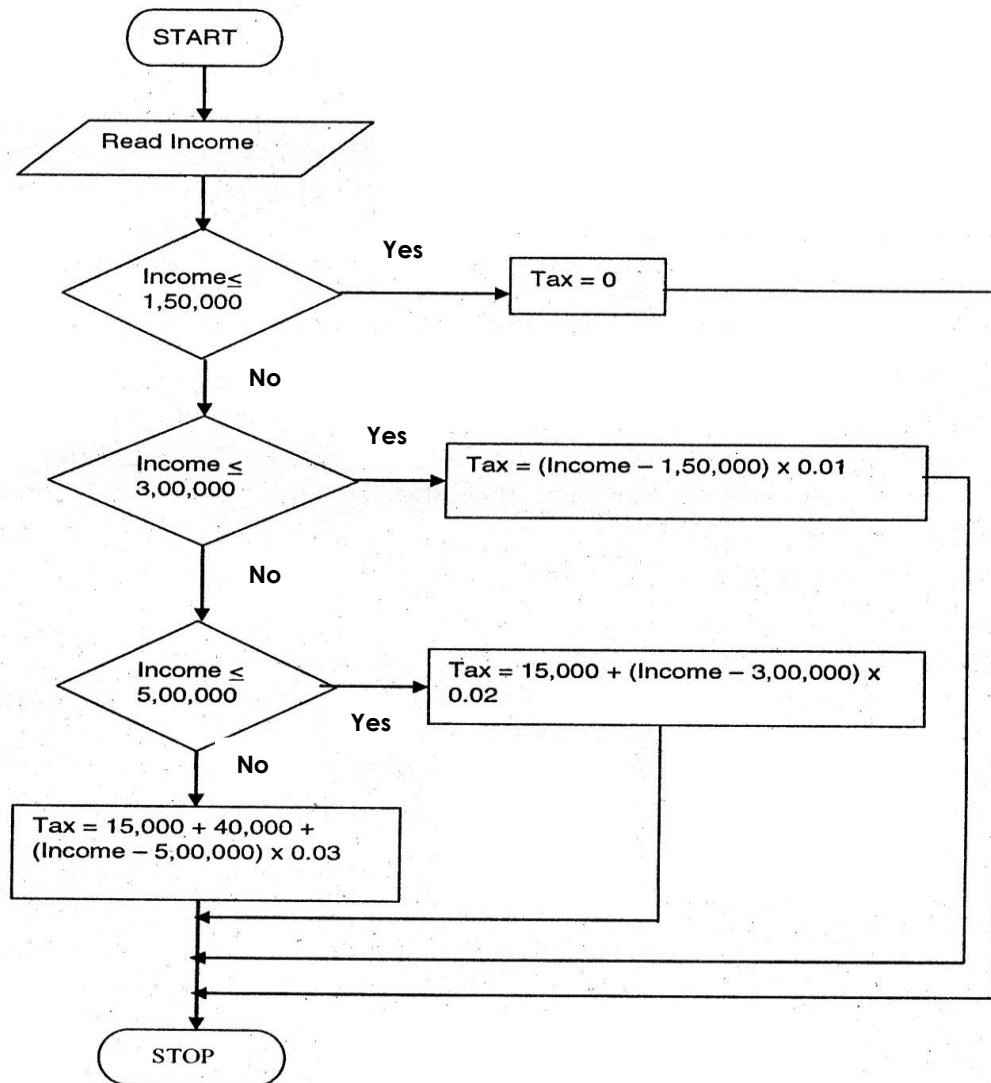 START
Read Income
Yes
Income≤
1,50,000
Tax = 0
No
Yes
Income ≤
3,00,000
Tax = (Income – 1,50,000) x 0.01
No
Income ≤
5,00,000
Tax = 15,000 + (Income – 3,00,000) x
0.02
Yes
No
Tax = 15,000 + 40,000 +
(Income – 5,00,000) x 0.03
STOP